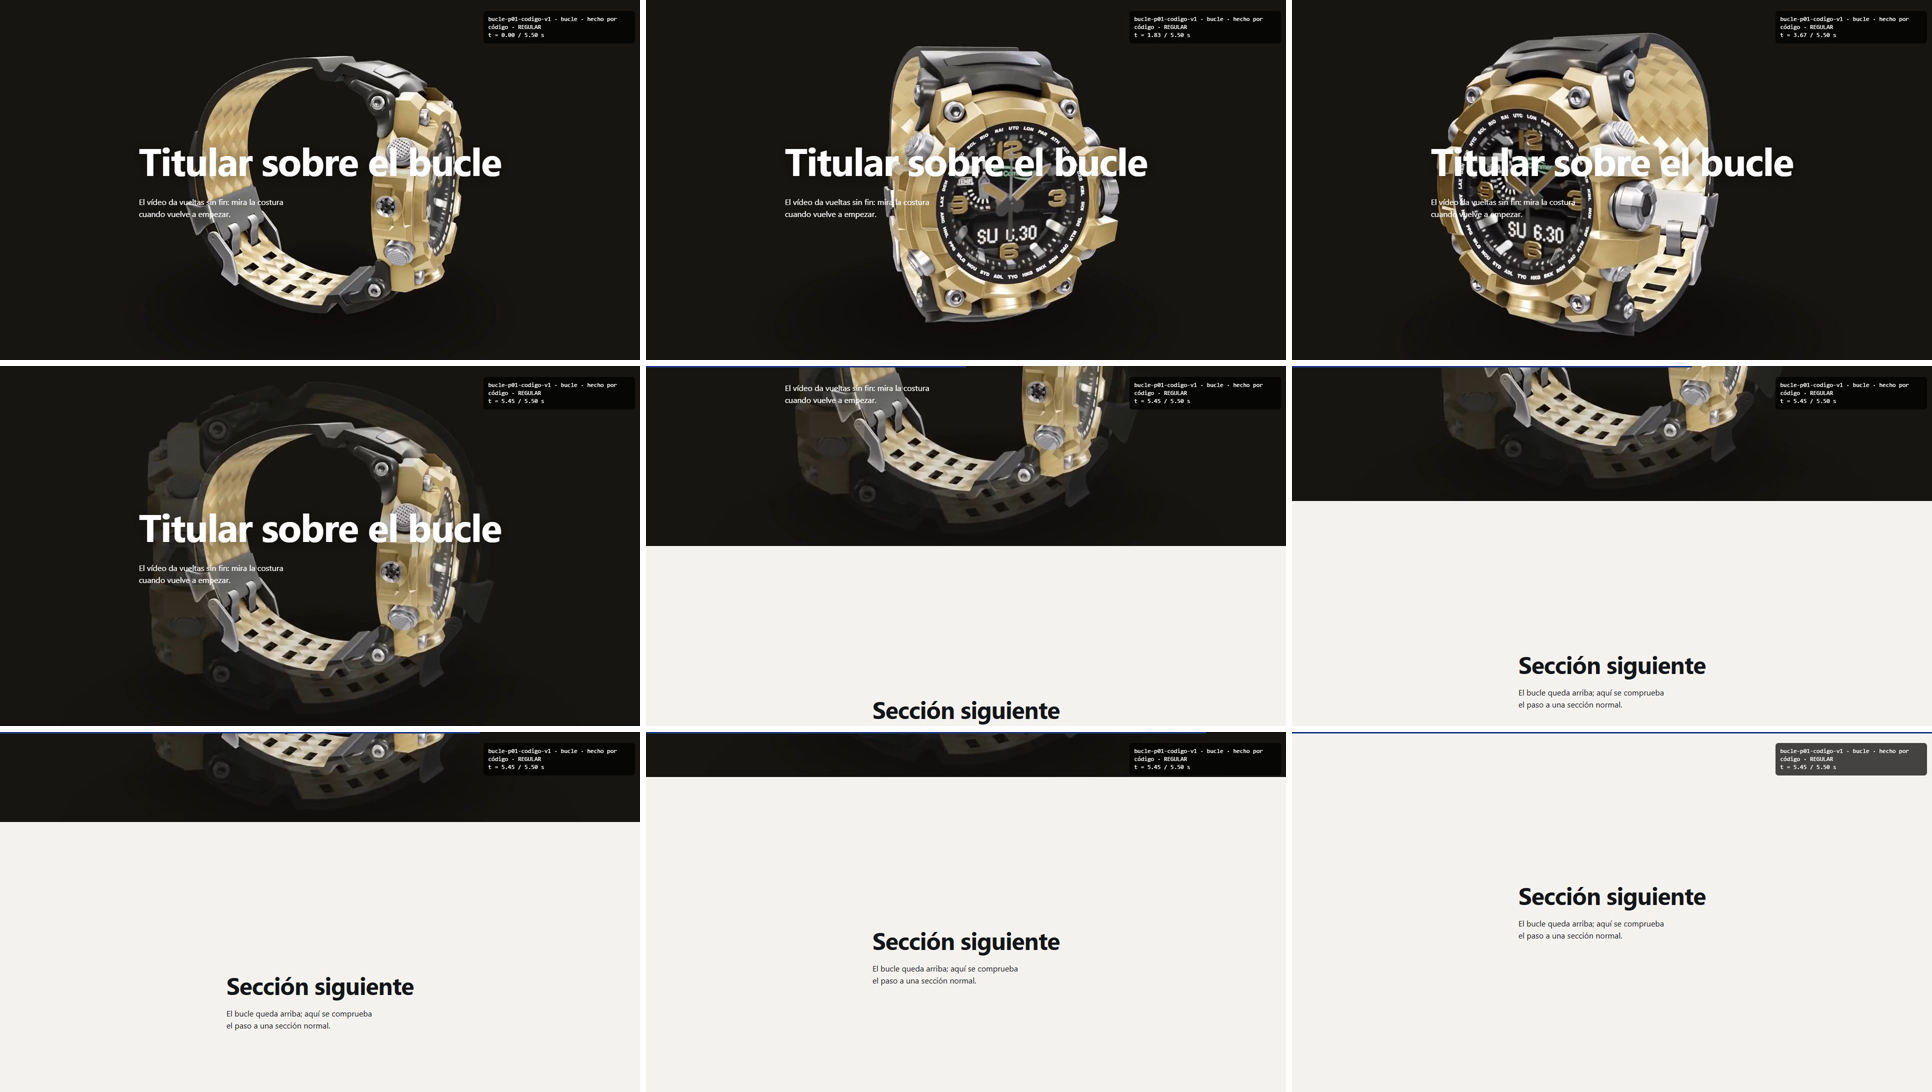 bucle-p01-codigo-v1 · bucle · hecho por
código · REGULAR
t = 0.00 / 5.50 s
Titular sobre el bucle
El vídeo da vueltas sin fin: mira la costura
cuando vuelve a empezar.
bucle-p01-codigo-v1 · bucle · hecho por
código · REGULAR
t = 1.83 / 5.50 s
Titular sobre el bucle
El vídeo da vueltas sin fin: mira la costura
cuando vuelve a empezar.
12
3
6
9
SU 6.30
bucle-p01-codigo-v1 · bucle · hecho por
código · REGULAR
t = 3.67 / 5.50 s
Titular sobre el bucle
El vídeo da vueltas sin fin: mira la costura
cuando vuelve a empezar.
12
9
6
SU 6.30
bucle-p01-codigo-v1 · bucle · hecho por
código · REGULAR
t = 5.45 / 5.50 s
Titular sobre el bucle
El vídeo da vueltas sin fin: mira la costura
cuando vuelve a empezar.
El vídeo da vueltas sin fin: mira la costura
cuando vuelve a empezar.
bucle-p01-codigo-v1 · bucle · hecho por
código · REGULAR
t = 5.45 / 5.50 s
Sección siguiente
bucle-p01-codigo-v1 · bucle · hecho por
código · REGULAR
t = 5.45 / 5.50 s
Sección siguiente
El bucle queda arriba; aquí se comprueba
el paso a una sección normal.
bucle-p01-codigo-v1 · bucle · hecho por
código · REGULAR
t = 5.45 / 5.50 s
Sección siguiente
El bucle queda arriba; aquí se comprueba
el paso a una sección normal.
bucle-p01-codigo-v1 · bucle · hecho por
código · REGULAR
t = 5.45 / 5.50 s
Sección siguiente
El bucle queda arriba; aquí se comprueba
el paso a una sección normal.
bucle-p01-codigo-v1 · bucle · hecho por
código · REGULAR
t = 5.45 / 5.50 s
Sección siguiente
El bucle queda arriba; aquí se comprueba
el paso a una sección normal.